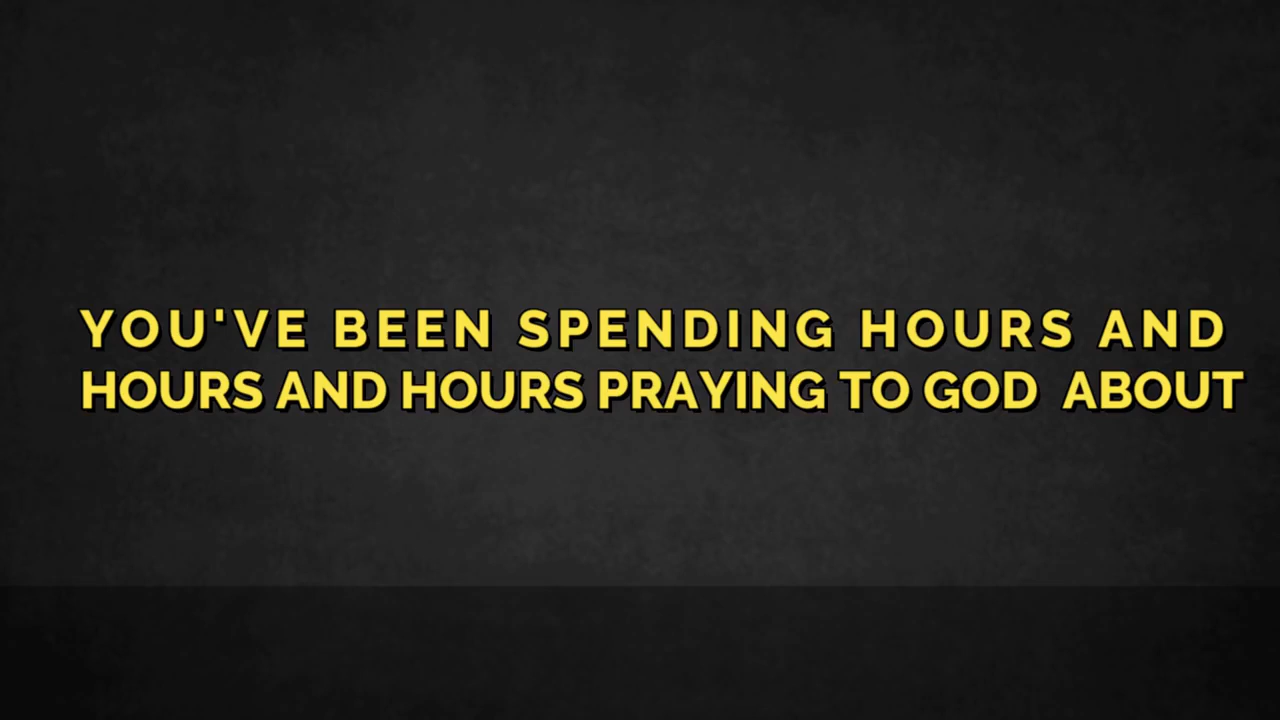 YOU'VE BEEN SPENDING HOURS AND
HOURS AND HOURS PRAYING TO GOD  ABOUT